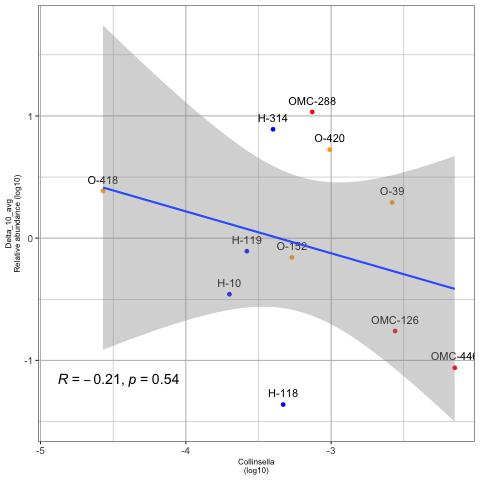 OMC-288
H-314
O-420
O-418
O-39
H-119
O-152
H-10
OMC-126
OMC-446
H-118
R = −0.21, p = 0.54
1
0
-1
-5
-4
-3
Collinsella
(log10)
Delta_10_avg
Relative abundance (log10)